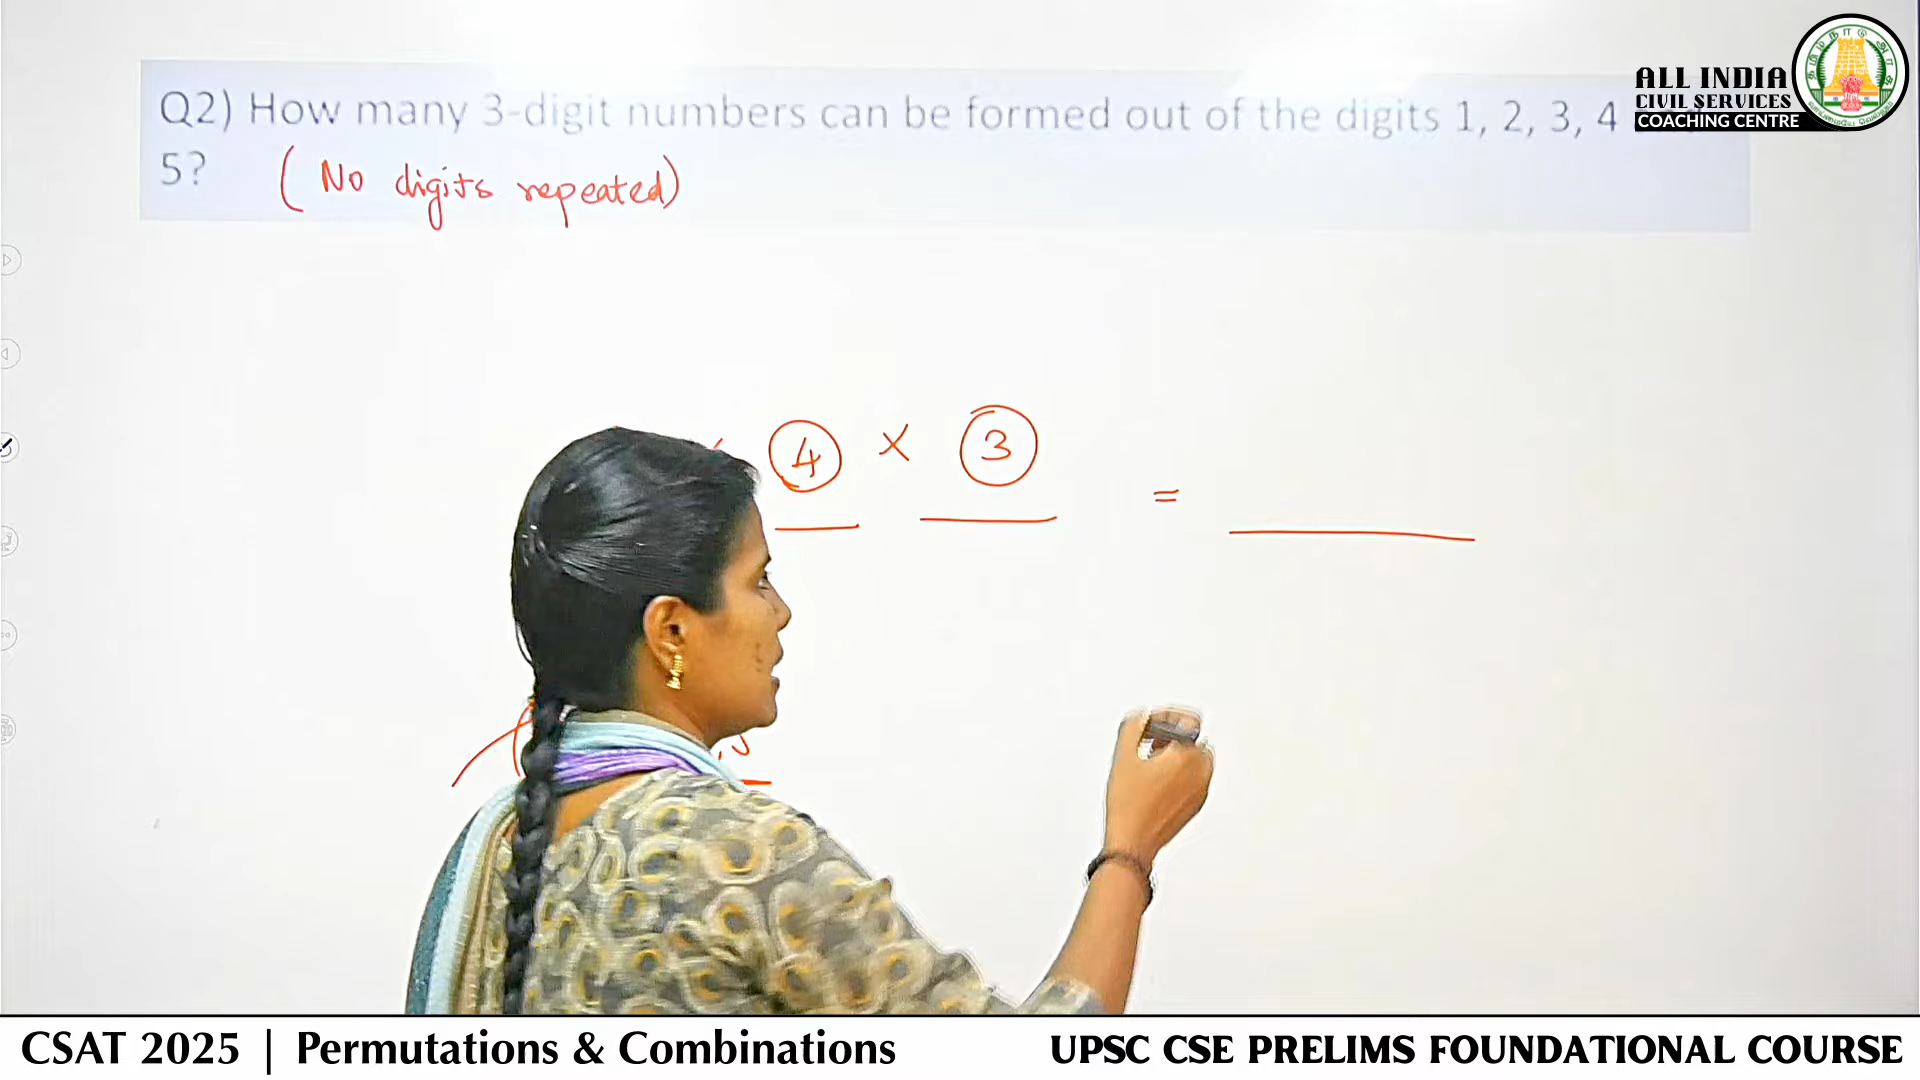 ALL INDIA
CIVIL SERVICES
COACHING CENTRE
Q2) How many 3-digit numbers can be formed out of the digits 1, 2, 3, 4
5?
( No digits repeated)
4 × 3
=
CSAT 2025 | Permutations & Combinations
UPSC CSE PRELIMS FOUNDATIONAL COURSE